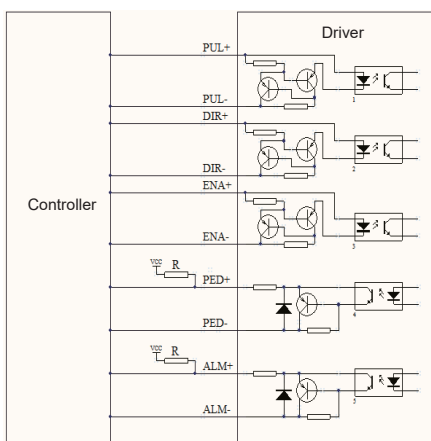 Driver
PUL+
PUL-
1
DIR+
DIR-
2
ENA+
Controller
ENA-
3
VCC R
PED+
4
PED-
VCC R
ALM+
5
ALM-